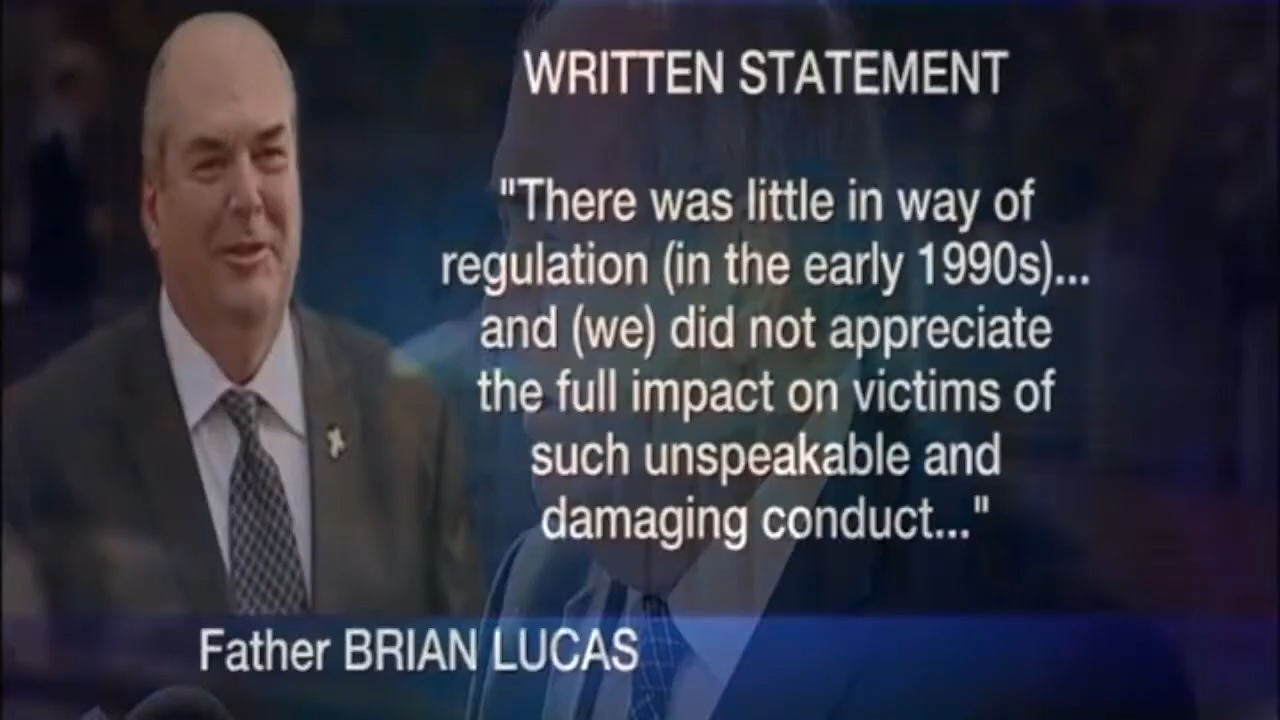 WRITTEN STATEMENT
"There was little in way of
regulation (in the early 1990s)...
and (we) did not appreciate
the full impact on victims of
such unspeakable and
damaging conduct..."
Father BRIAN LUCAS